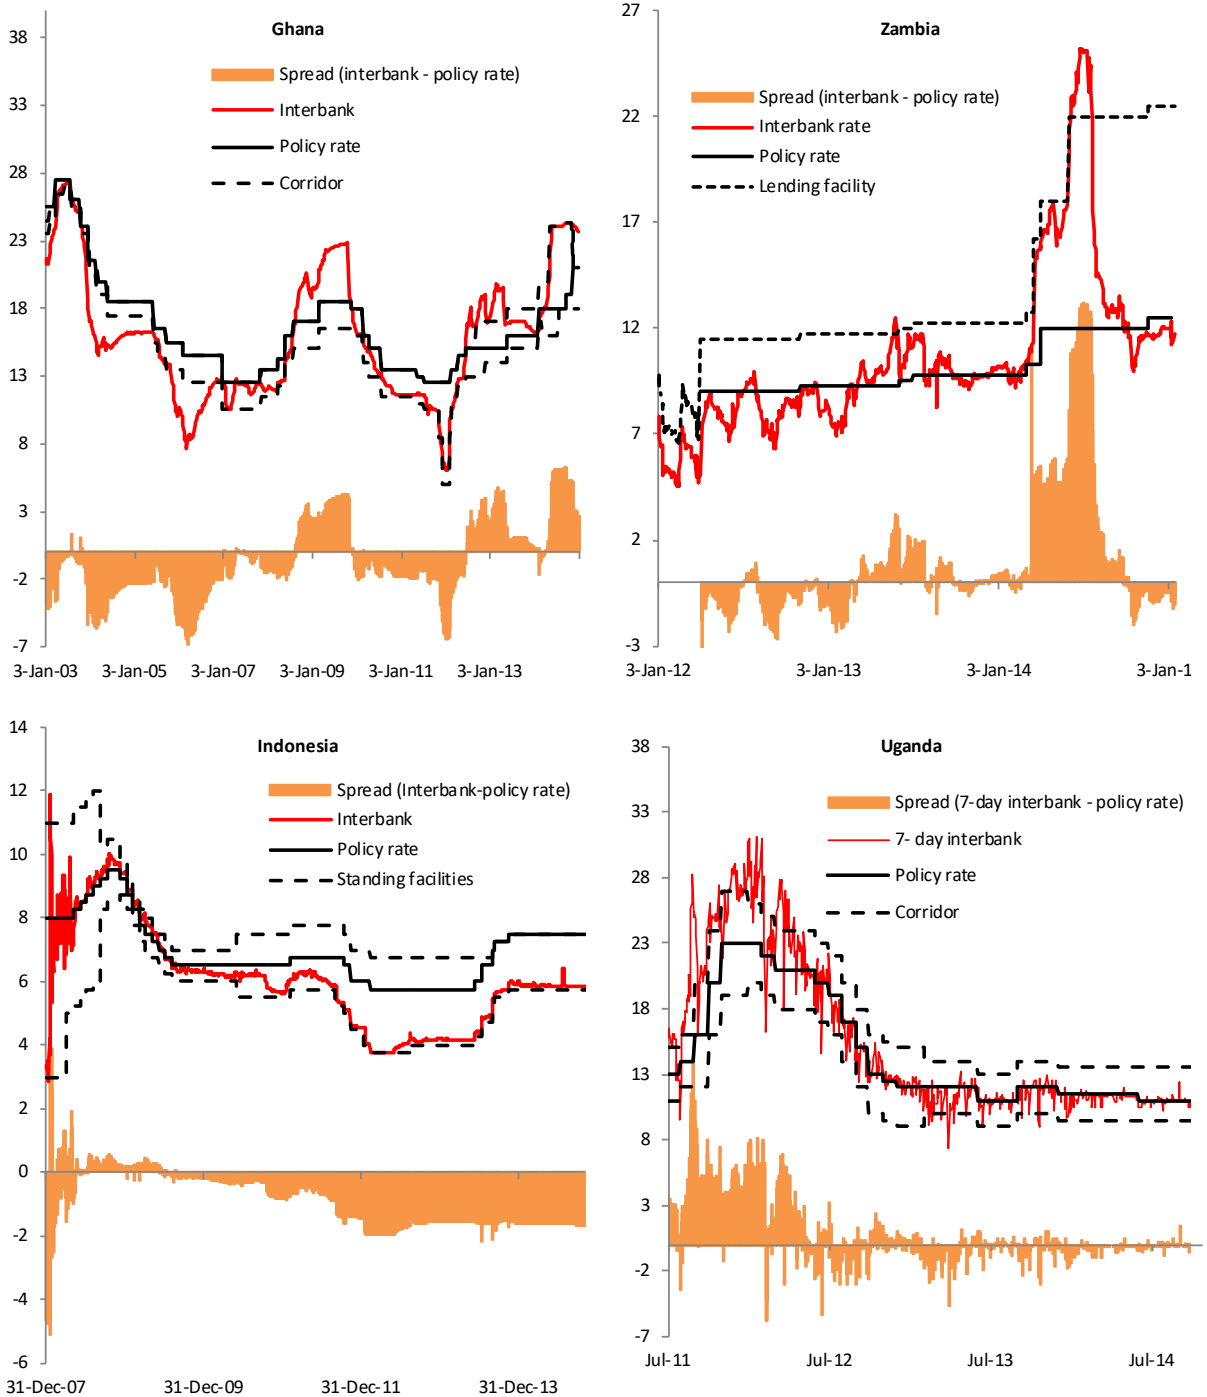 Ghana
38
33
28
23
18
13
8
3
-2
-7
Spread (interbank - policy rate)
Interbank
Policy rate
Corridor
3-Jan-03 3-Jan-05 3-Jan-07 3-Jan-09 3-Jan-11 3-Jan-13
Zambia
27
22
17
12
7
2
-3
Spread (interbank - policy rate)
Interbank rate
Policy rate
Lending facility
3-Jan-12 3-Jan-13 3-Jan-14 3-Jan-1
Indonesia
14
12
10
8
6
4
2
0
-2
-4
-6
Spread (Interbank-policy rate)
Interbank
Policy rate
Standing facilities
31-Dec-07 31-Dec-09 31-Dec-11 31-Dec-13
Uganda
38
33
28
23
18
13
8
3
-2
-7
Spread (7-day interbank - policy rate)
7- day interbank
Policy rate
Corridor
Jul-11 Jul-12 Jul-13 Jul-14